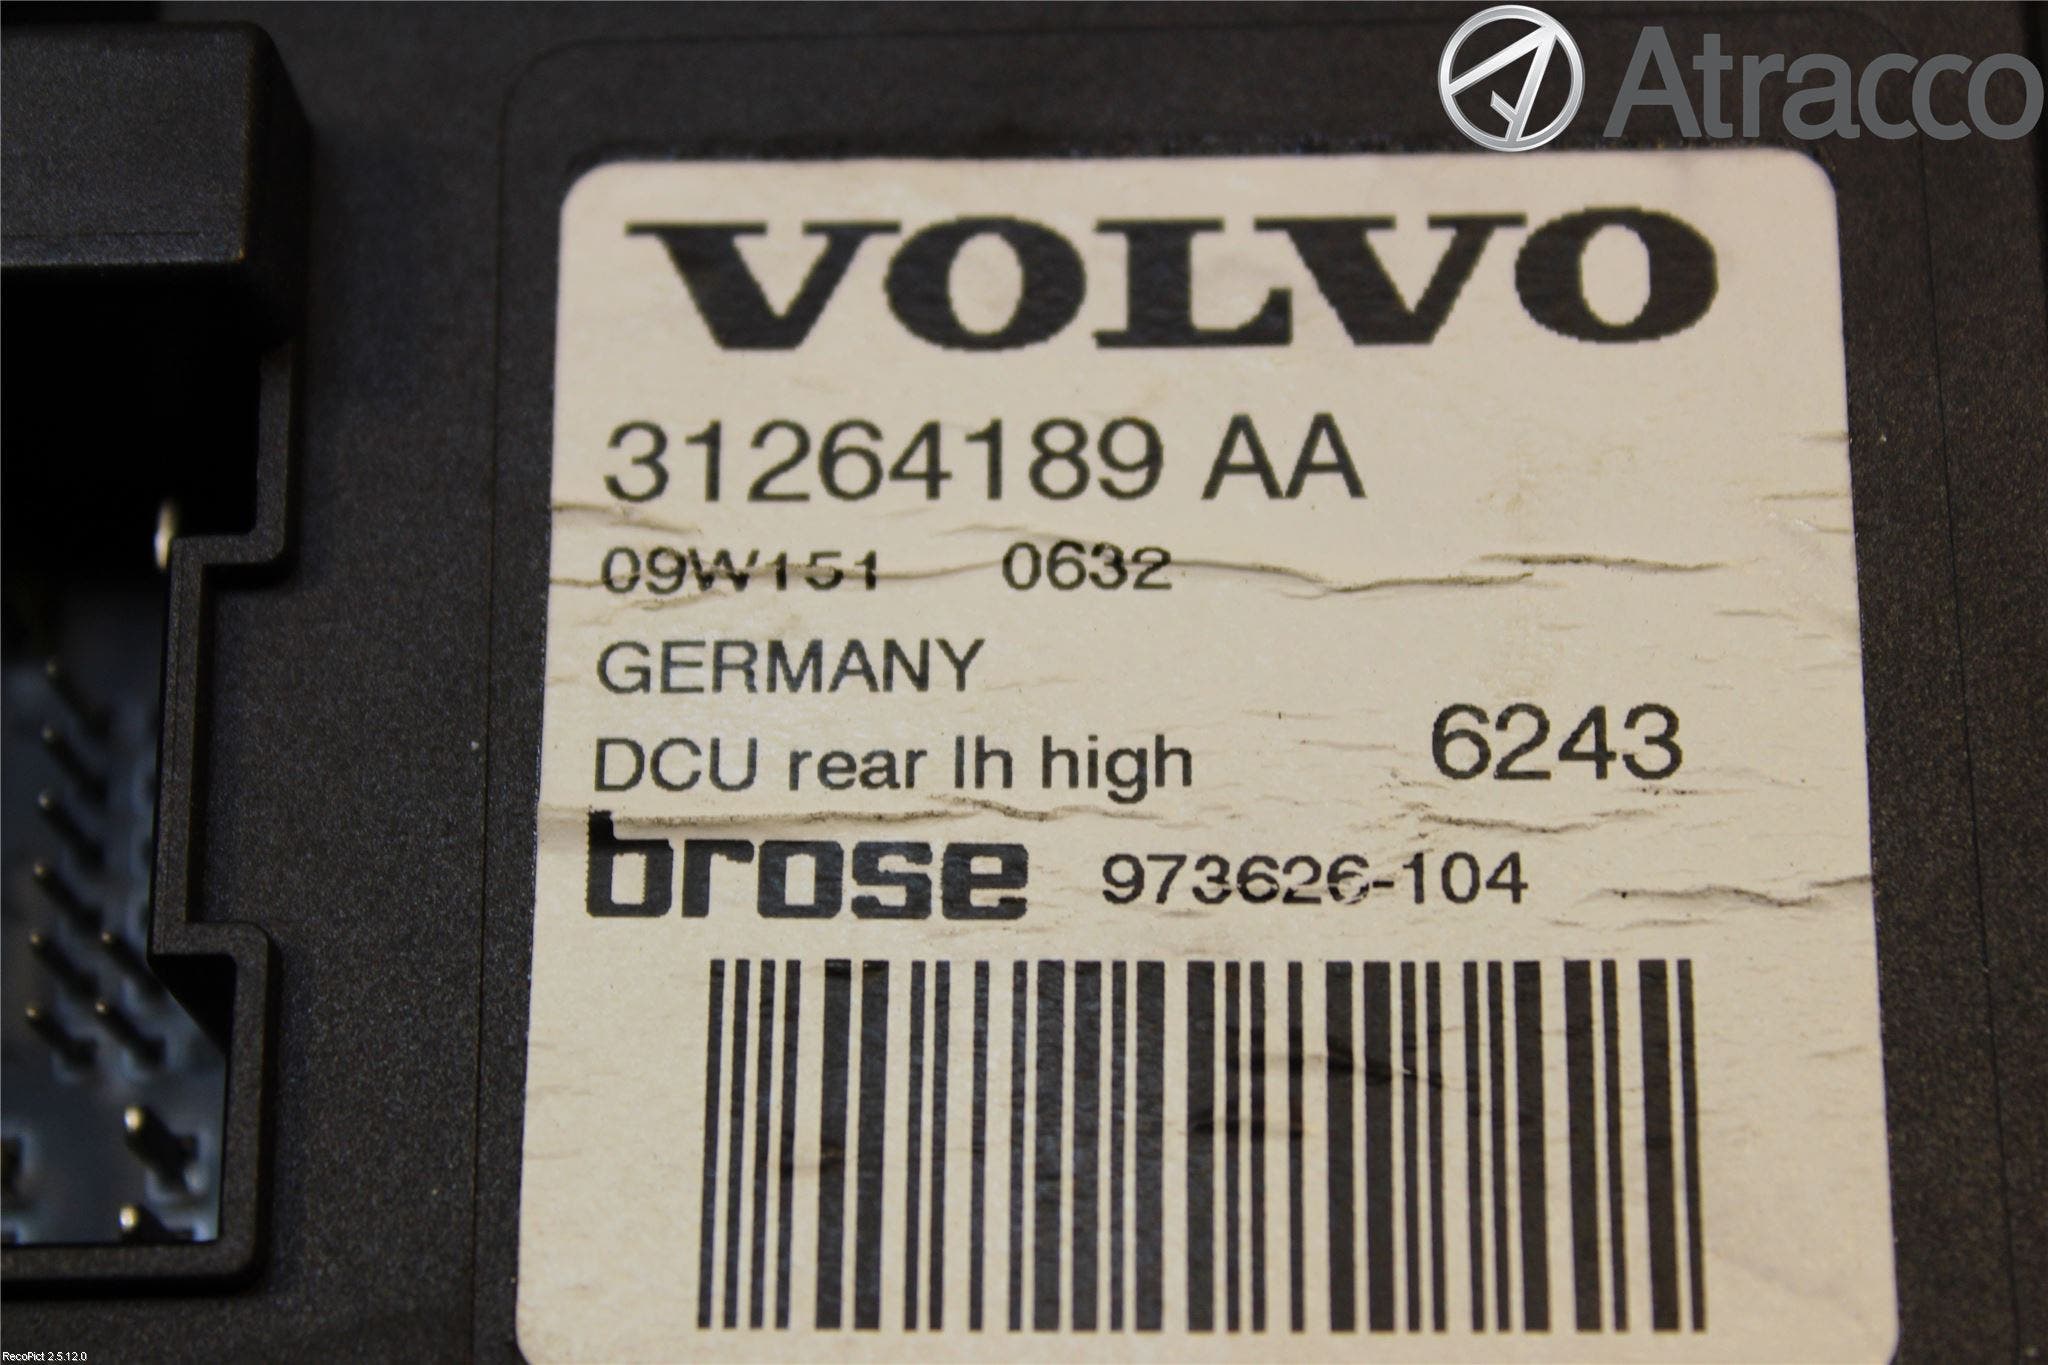 Atracco
VOLVO
31264189 AA
09W151 0632
GERMANY
DCU rear lh high 6243
brose 973626-104
RecoPict 2.5.12.0